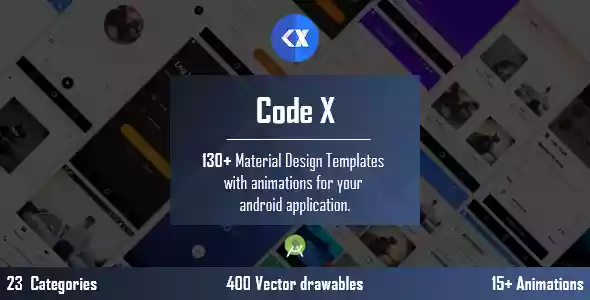 Code X
130+ Material Design Templates
with animations for your
android application.
23 Categories
400 Vector drawables
15+ Animations